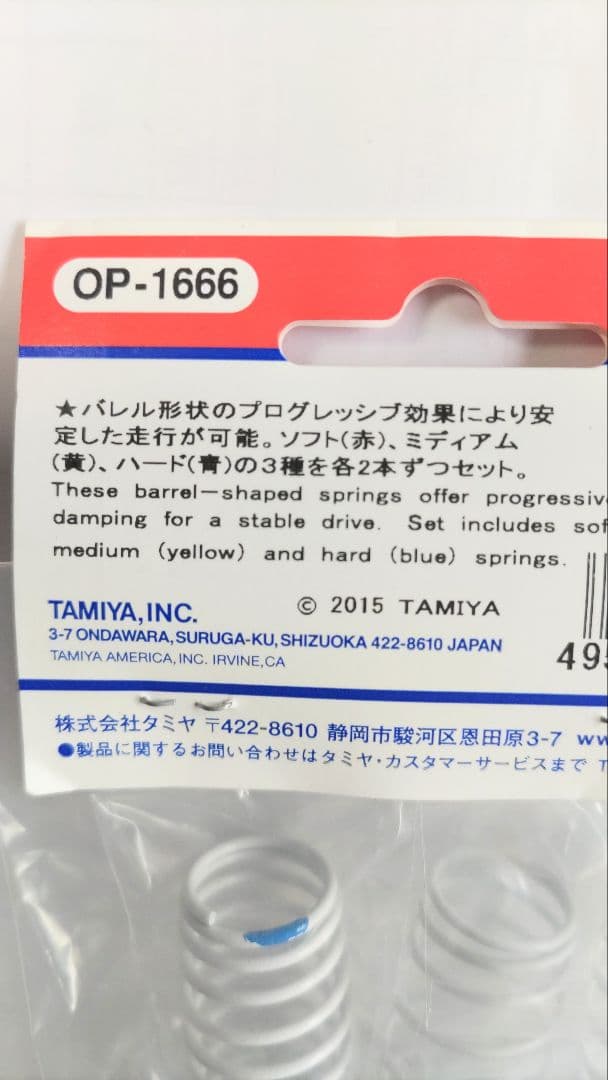 OP-1666
★バレル形状のプログレッシブ効果により安
定した走行が可能。ソフト(赤)、ミディアム
(黄)、ハード(青)の3種を各2本ずつセット。
These barrel-shaped springs offer progressive
damping for a stable drive. Set includes sof
medium (yellow) and hard (blue) springs.
© 2015 TAMIYA
TAMIYA,INC.
3-7 ONDAWARA, SURUGA-KU, SHIZUOKA 422-8610 JAPAN
TAMIYA AMERICA, INC. IRVINE, CA
49
株式会社タミヤ 〒422-8610 静岡市駿河区恩田原3-7 ww
●製品に関するお問い合わせはタミヤ・カスタマーサービスまで T